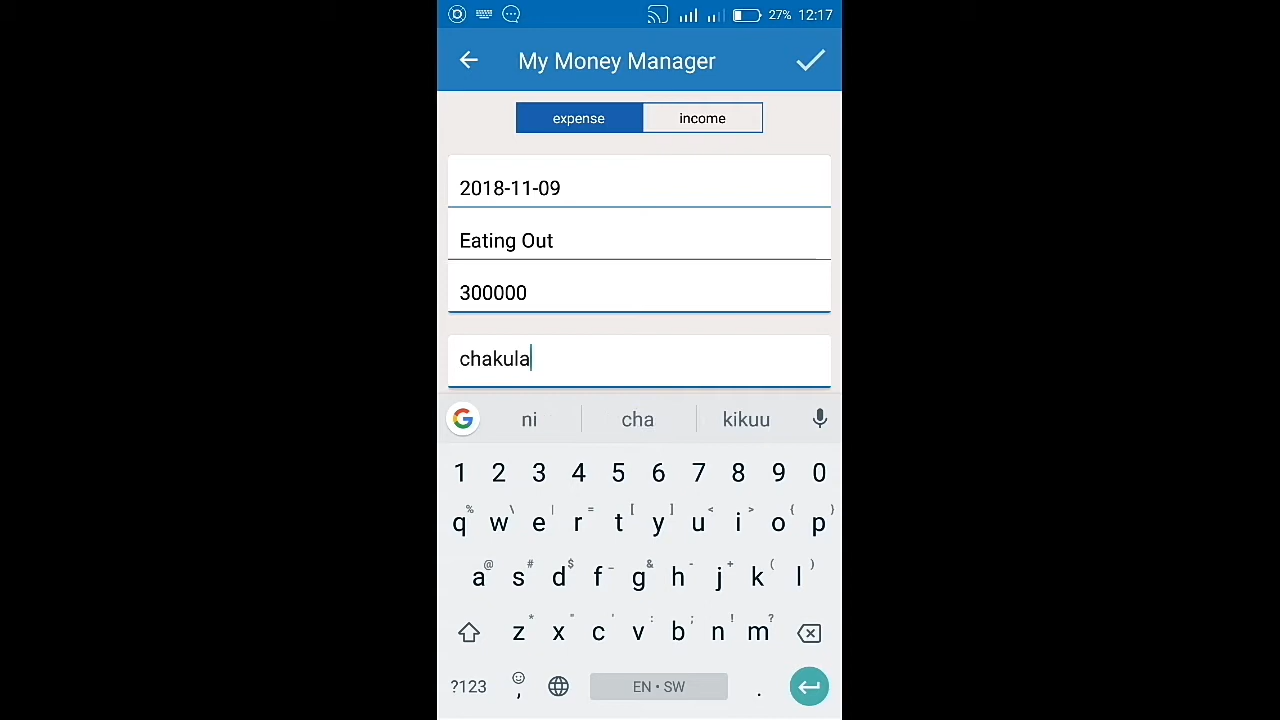 27% 12:17
My Money Manager
expense income
2018-11-09
Eating Out
300000
chakula
ni cha kikuu
1 2 3 4 5 6 7 8 9 0
% \ | = [ ] < > { }
q w e r t y u i o p
@ # $ _ & - + ( )
a s d f g h j k l
* " ' : ; ! ?
z x c v b n m
?123 , EN • SW .